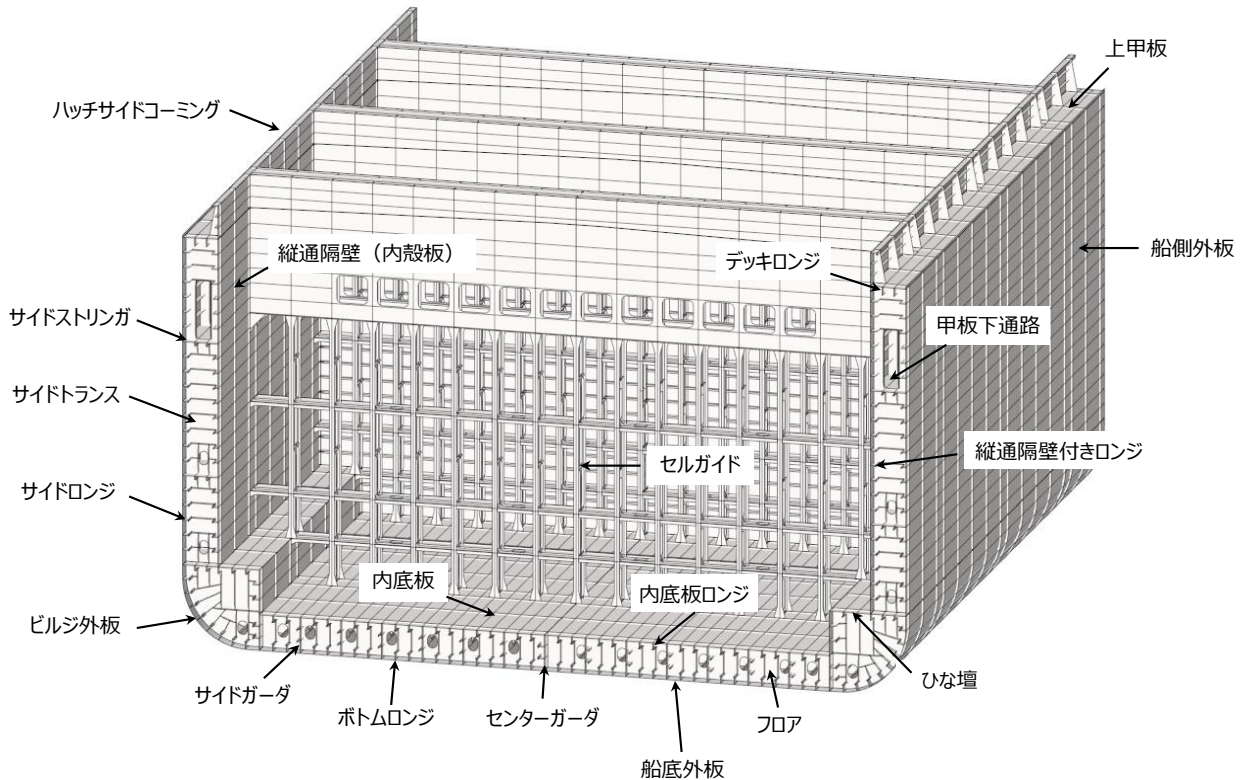 上甲板
ハッチサイドコーミング
縦通隔壁（内殻板）
デッキロンジ
船側外板
サイドストリンガ
甲板下通路
サイドトランス
セルガイド
縦通隔壁付きロンジ
サイドロンジ
内底板
内底板ロンジ
ビルジ外板
ひな壇
サイドガーダ
ボトムロンジ
センターガーダ
フロア
船底外板